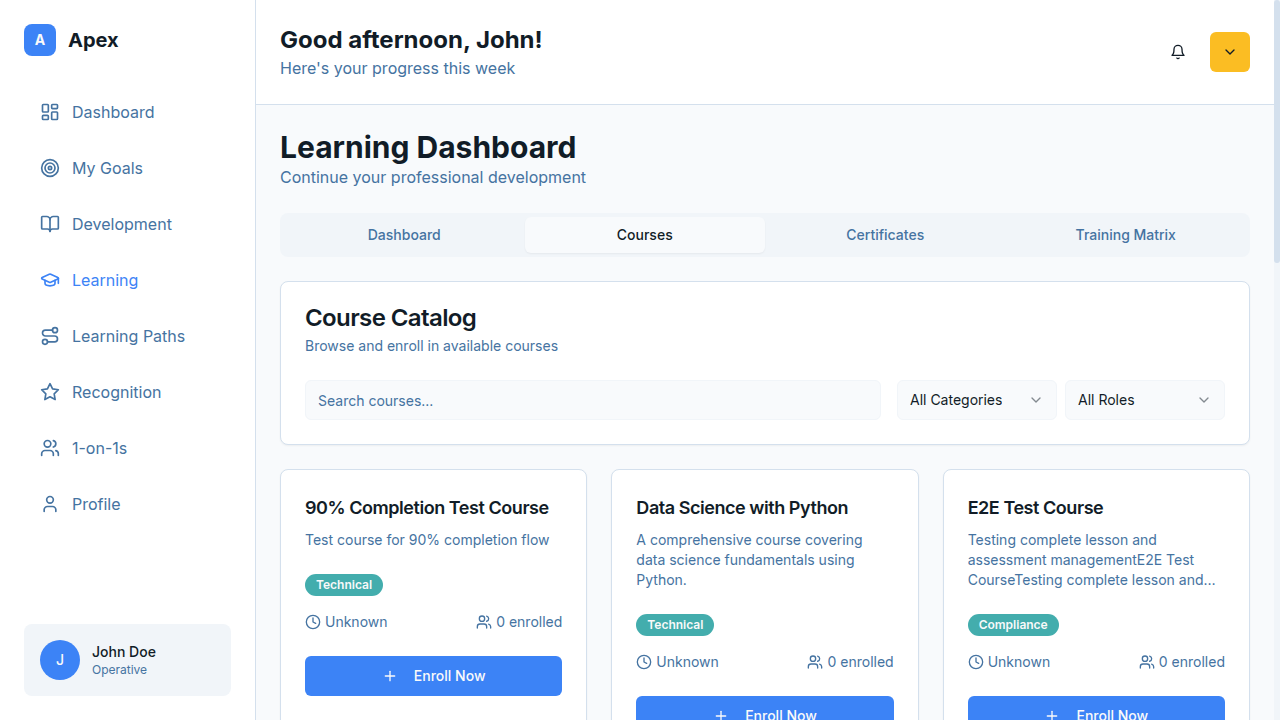 A
Apex
Dashboard
My Goals
Development
Learning
Learning Paths
Recognition
1-on-1s
Profile
J
John Doe
Operative
Good afternoon, John!
Here's your progress this week
Learning Dashboard
Continue your professional development
Dashboard
Courses
Certificates
Training Matrix
Course Catalog
Browse and enroll in available courses
Search courses...
All Categories
All Roles
90% Completion Test Course
Test course for 90% completion flow
Technical
Unknown
0 enrolled
Enroll Now
Data Science with Python
A comprehensive course covering
data science fundamentals using
Python.
Technical
Unknown
0 enrolled
Enroll Now
E2E Test Course
Testing complete lesson and
assessment managementE2E Test
CourseTesting complete lesson and...
Compliance
Unknown
0 enrolled
Enroll Now